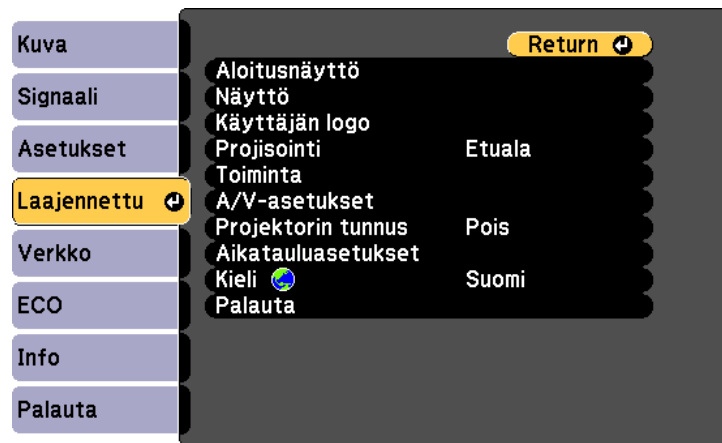 Kuva
Signaali
Asetukset
Laajennettu
Verkko
ECO
Info
Palauta
Return
Aloitusnäyttö
Näyttö
Käyttäjän logo
Projisointi Etuala
Toiminta
A/V-asetukset
Projektorin tunnus Pois
Aikatauluasetukset
Kieli Suomi
Palauta